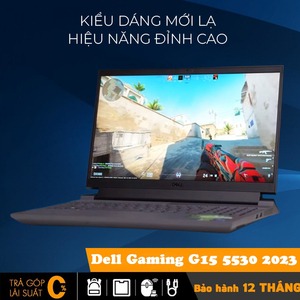 KIỂU DÁNG MỚI LẠ
HIỆU NĂNG ĐỈNH CAO
DELL
Dell Gaming G15 5530 2023
TRẢ GÓP
LÃI SUẤT
0%
Bảo hành 12 THÁNG